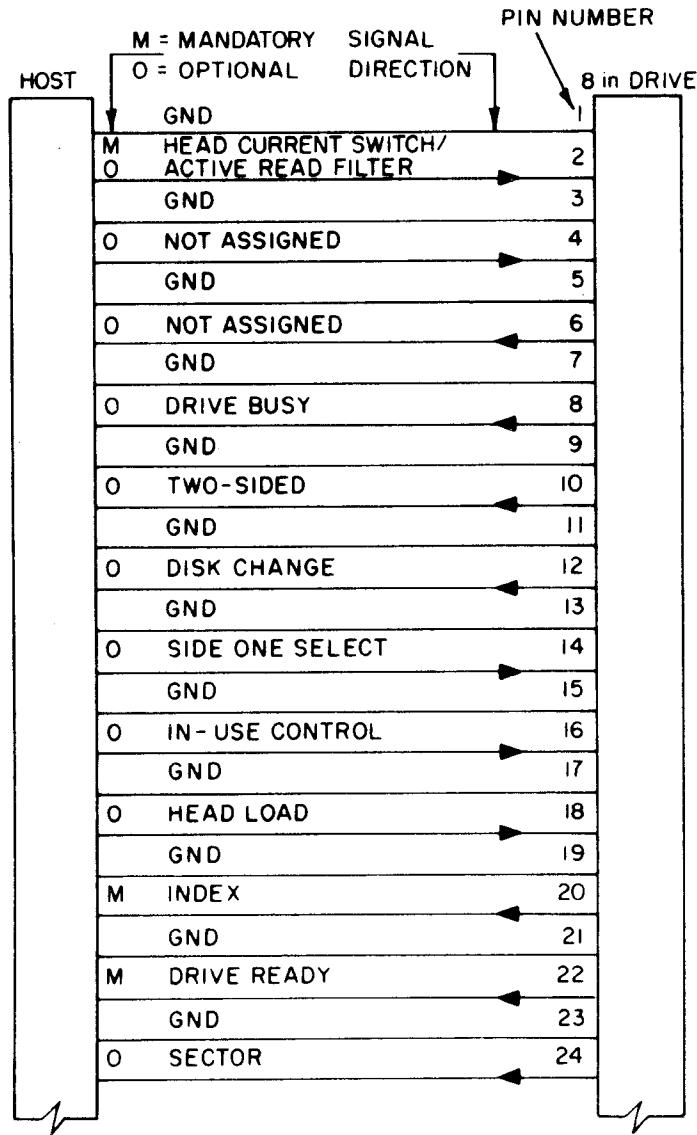 PIN NUMBER
M = MANDATORY SIGNAL
O = OPTIONAL DIRECTION
HOST
8 in DRIVE
GND 1
M HEAD CURRENT SWITCH/
O ACTIVE READ FILTER 2
GND 3
O NOT ASSIGNED 4
GND 5
O NOT ASSIGNED 6
GND 7
O DRIVE BUSY 8
GND 9
O TWO-SIDED 10
GND 11
O DISK CHANGE 12
GND 13
O SIDE ONE SELECT 14
GND 15
O IN-USE CONTROL 16
GND 17
O HEAD LOAD 18
GND 19
M INDEX 20
GND 21
M DRIVE READY 22
GND 23
O SECTOR 24